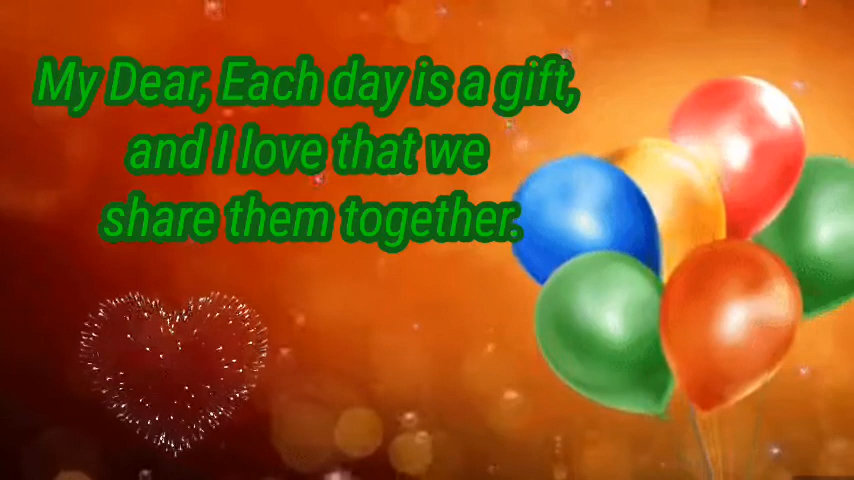 My Dear, Each day is a gift,
and I love that we
share them together.